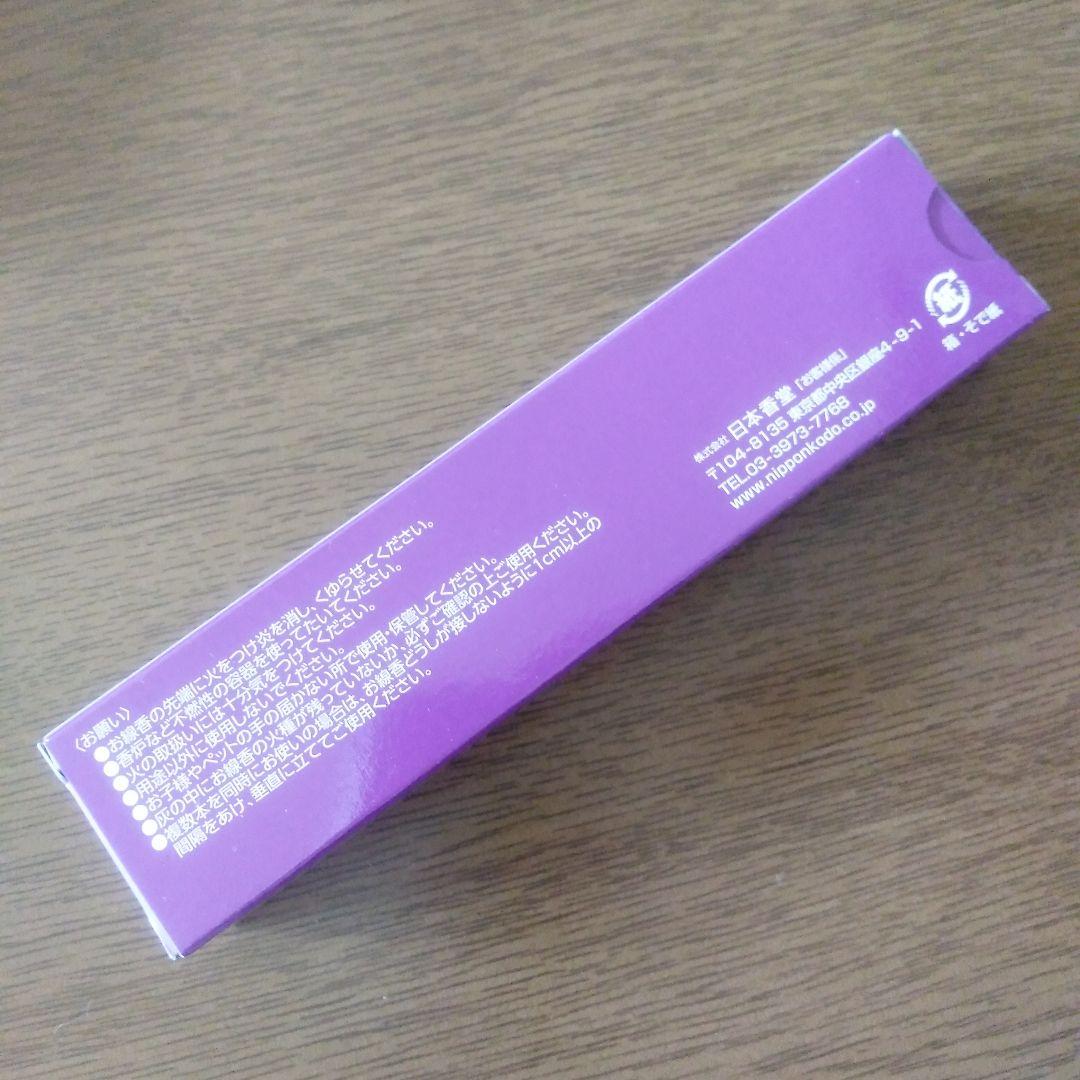 〈お願い〉
●お線香の先端に火をつけ炎を消し、くゆらせてください。
●香炉など不燃性の容器を使ってたいてください。
●火の取扱いには十分気をつけてください。
●用途以外に使用しないでください。
●お子様やペットの手の届かない所で使用・保管してください。
●灰の中にお線香の火種が残っていないか、必ずご確認の上ご使用ください。
●複数本を同時にお使いの場合は、お線香どうしが接しないように1cm以上の
間隔をあけ、垂直に立ててご使用ください。
株式会社 日本香堂「お客様係」
〒104-8135 東京都中央区銀座4-9-1
TEL.03-3973-7768
www.nipponkodo.co.jp
紙
箱・そで紙